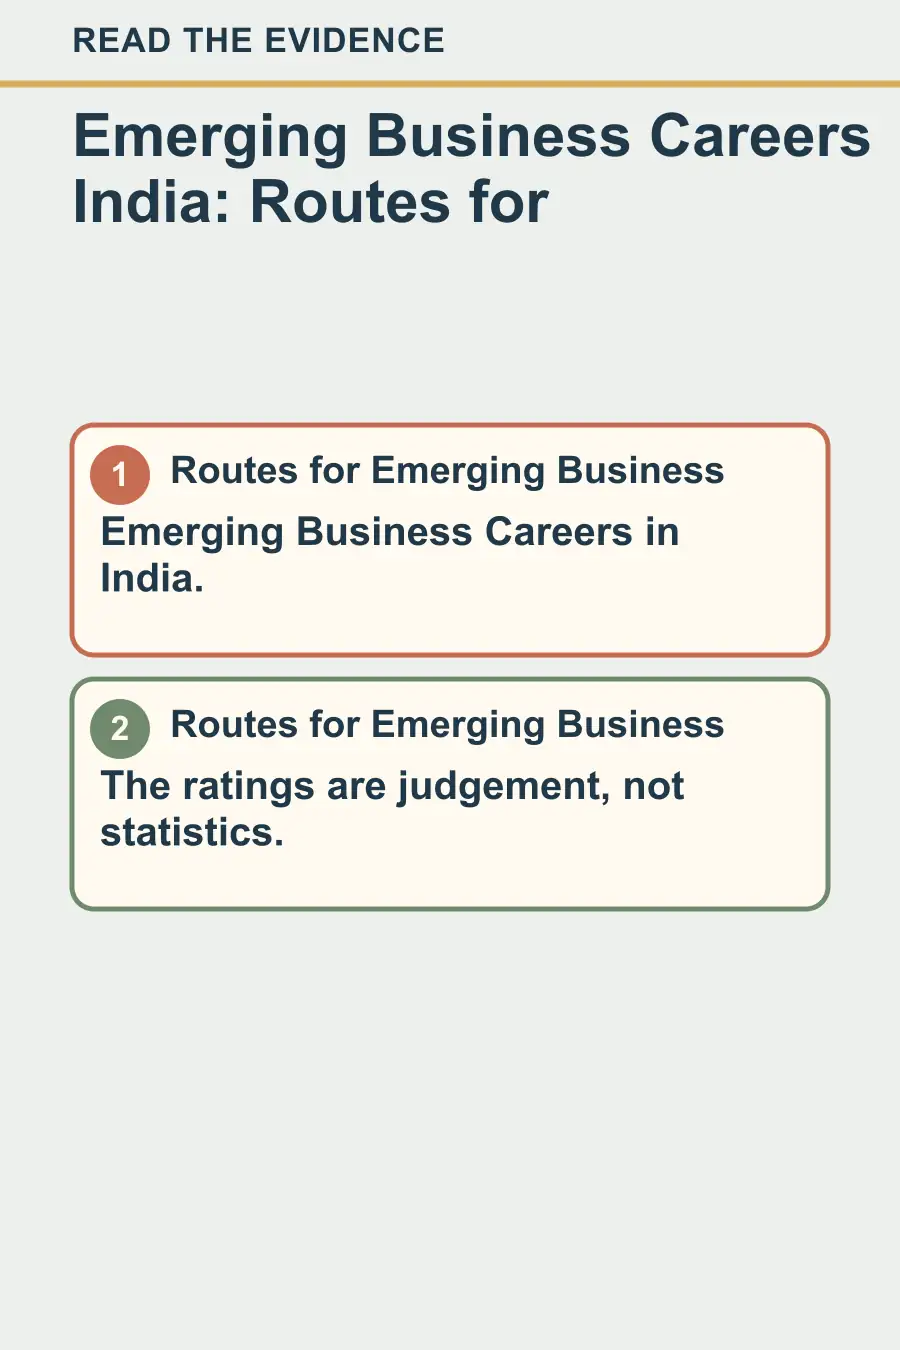 READ THE EVIDENCE
Emerging Business Careers
India: Routes for
1 Routes for Emerging Business
Emerging Business Careers in
India.
2 Routes for Emerging Business
The ratings are judgement, not
statistics.